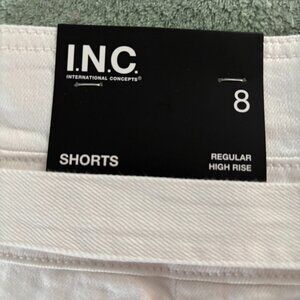 I.N.C.
INTERNATIONAL CONCEPTS®
8
SHORTS
REGULAR
HIGH RISE